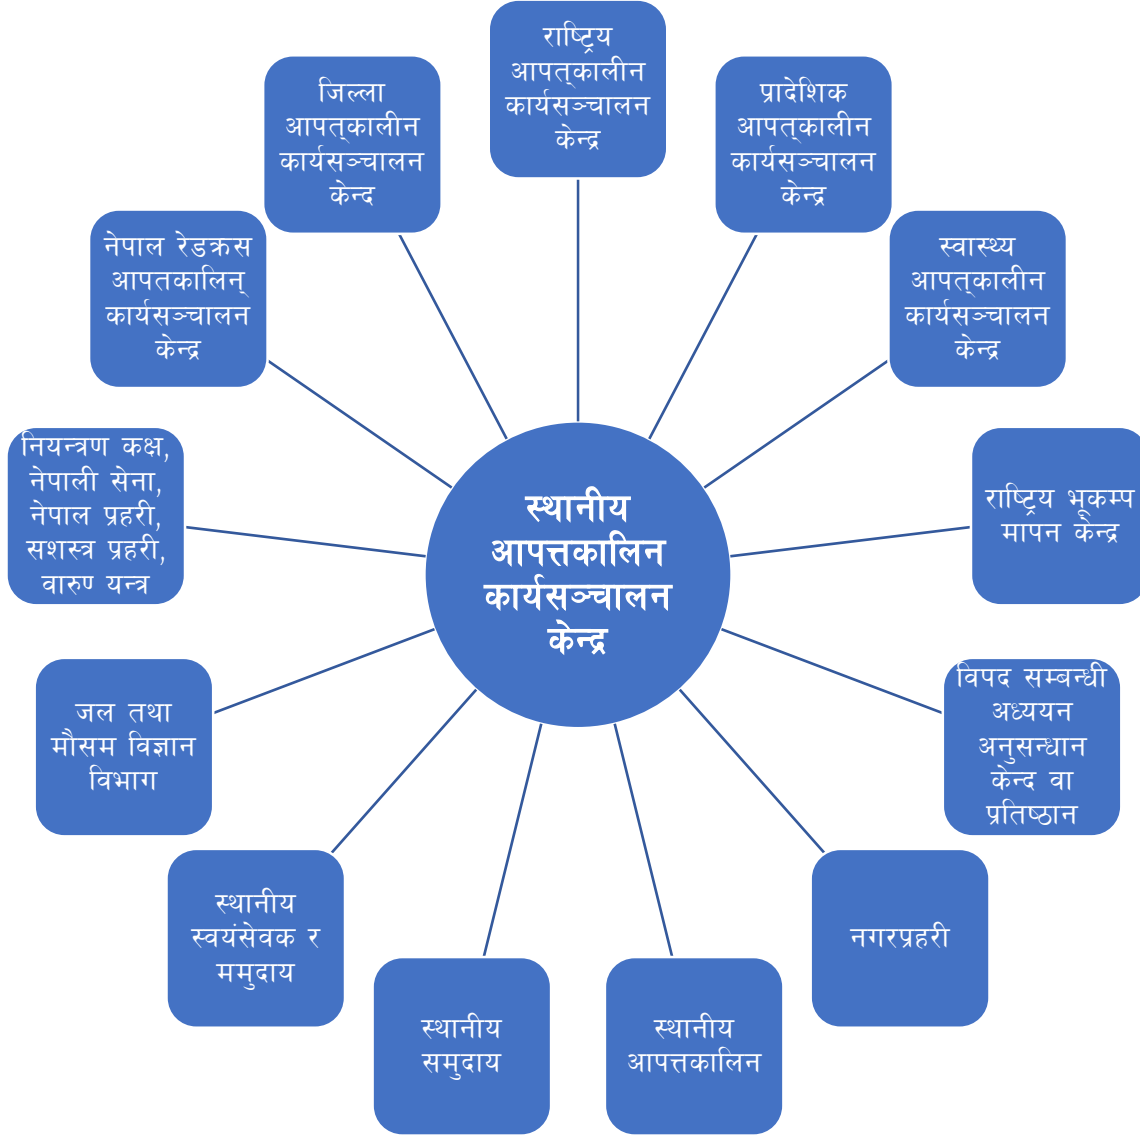 राष्ट्रिय
आपत्कालीन
कार्यसञ्चालन
केन्द्र
प्रादेशिक
आपत्कालीन
कार्यसञ्चालन
केन्द्र
स्वास्थ्य
आपत्कालीन
कार्यसञ्चालन
केन्द्र
राष्ट्रिय भूकम्प
मापन केन्द्र
विपद सम्बन्धी
अध्ययन
अनुसन्धान
केन्द वा
प्रतिष्ठान
नगरप्रहरी
स्थानीय
आपत्तकालिन
स्थानीय
समुदाय
स्थानीय
स्वयंसेवक र
ममुदाय
जल तथा
मौसम विज्ञान
विभाग
नियन्त्रण कक्ष,
नेपाली सेना,
नेपाल प्रहरी,
सशस्त्र प्रहरी,
वारुण यन्त्र
नेपाल रेडक्रस
आपतकालिन्
कार्यसञ्चालन
केन्द्र
जिल्ला
आपत्कालीन
कार्यसञ्चालन
केन्द
स्थानीय
आपत्तकालिन
कार्यसञ्चालन
केन्द्र